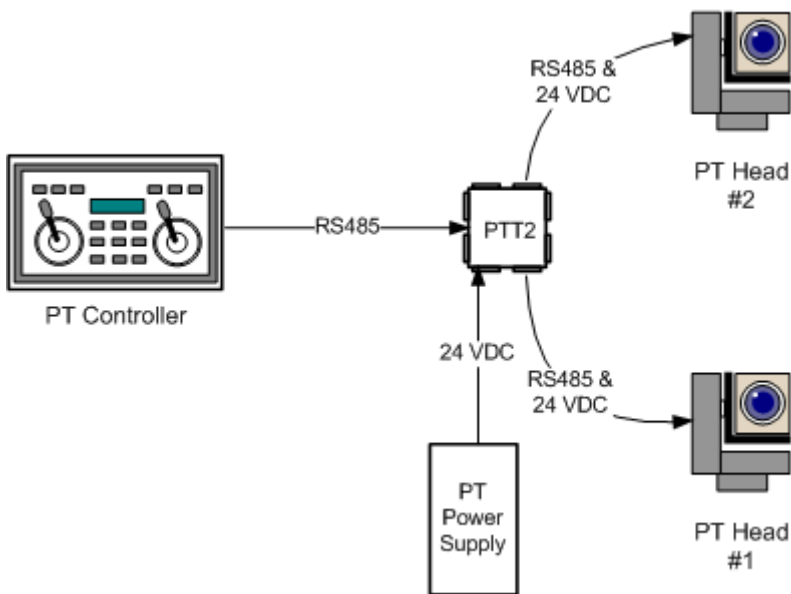 RS485 &
24 VDC
PT Head
#2
RS485
PTT2
PT Controller
24 VDC
RS485 &
24 VDC
PT
Power
Supply
PT Head
#1